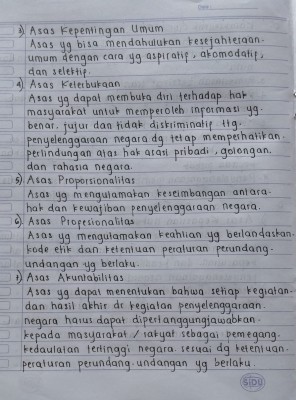 3) Asas Kepentingan Umum
Asas yg bisa mendahulukan kesejahteraan.
umum dengan cara yg aspiratif, akomodatif,
dan selektif.
4) Asas Keterbukaan
Asas yg dapat membuka diri terhadap hak
masyarakat untuk memperoleh informasi yg.
benar, jujur dan tidak diskriminatif ttg.
penyelenggaraan negara dg tetap memperhatikan.
perlindungan atas hak asasi pribadi, golongan.
dan rahasia negara.
5) Asas Proporsionalitas
Asas yg mengutamakan keseimbangan antara.
hak dan kewajiban penyelenggaraan negara.
6) Asas Profesionalitas
Asas yg mengutamakan keahlian yg berlandaskan.
kode etik dan ketentuan peraturan perundang.
undangan yg berlaku.
7) Asas Akuntabilitas
Asas yg dapat menentukan bahwa setiap kegiatan.
dan hasil akhir dr kegiatan penyelenggaraan.
negara harus dapat dipertanggungjawabkan.
kepada masyarakat / rakyat sebagai pemegang.
kedaulatan tertinggi negara. sesuai dg ketentuan.
peraturan perundang. undangan yg berlaku.
SIDU